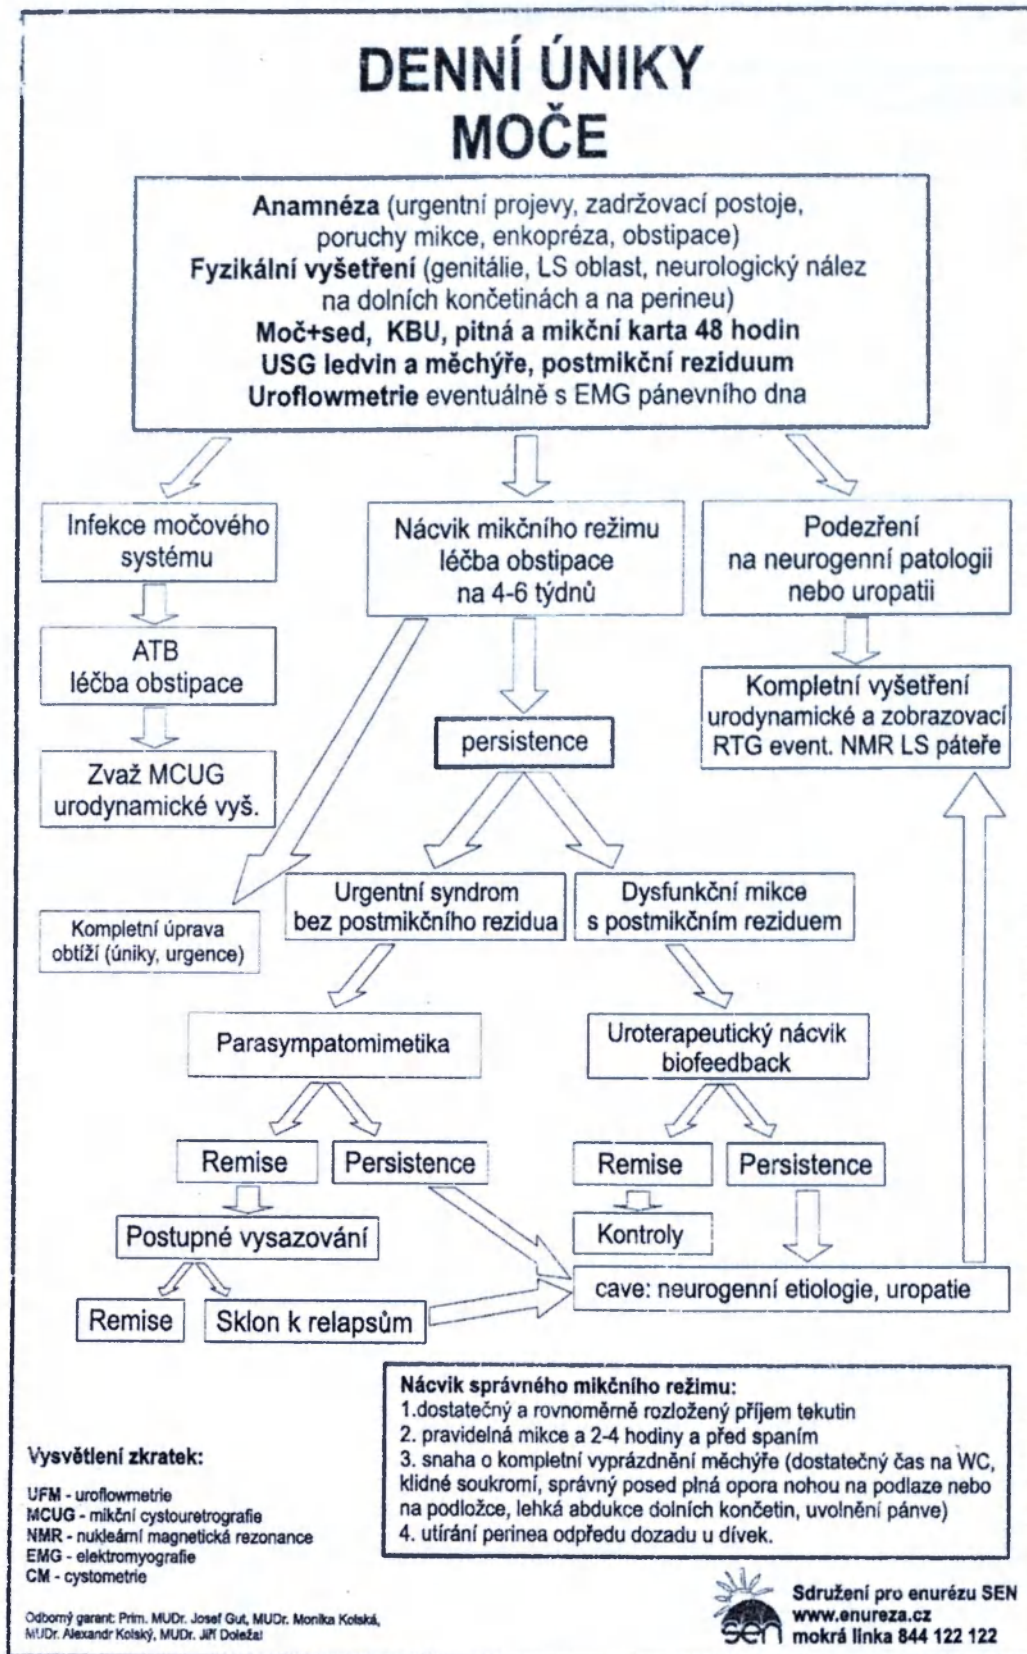 DENNÍ ÚNIKY
MOČE
Anamnéza (urgentní projevy, zadržovací postoje,
poruchy mikce, enkopréza, obstipace)
Fyzikální vyšetření (genitálie, LS oblast, neurologický nález
na dolních končetinách a na perineu)
Moč+sed, KBU, pitná a mikční karta 48 hodin
USG ledvin a měchýře, postmikční reziduum
Uroflowmetrie eventuálně s EMG pánevního dna
Infekce močového
systému
Nácvik mikčního režimu
léčba obstipace
na 4-6 týdnů
Podezření
na neurogenní patologii
nebo uropatii
ATB
léčba obstipace
Kompletní vyšetření
urodynamické a zobrazovací
RTG event. NMR LS páteře
persistence
Zvaž MCUG
urodynamické vyš.
Urgentní syndrom
bez postmikčního rezidua
Dysfunkční mikce
s postmikčním reziduem
Kompletní úprava
obtíží (úniky, urgence)
Parasympatomimetika
Uroterapeutický nácvik
biofeedback
Remise
Persistence
Remise
Persistence
Postupné vysazování
Kontroly
cave: neurogenní etiologie, uropatie
Remise
Sklon k relapsům
Nácvik správného mikčního režimu:
1.dostatečný a rovnoměrně rozložený příjem tekutin
2. pravidelná mikce a 2-4 hodiny a před spaním
3. snaha o kompletní vyprázdnění měchýře (dostatečný čas na WC,
klidné soukromí, správný posed plná opora nohou na podlaze nebo
na podložce, lehká abdukce dolních končetin, uvolnění pánve)
4. utírání perinea odpředu dozadu u dívek.
Vysvětlení zkratek:
UFM - uroflowmetrie
MCUG - mikční cystouretrografie
NMR - nukleární magnetická rezonance
EMG - elektromyografie
CM - cystometrie
Odborný garant: Prim. MUDr. Josef Gut, MUDr. Monika Kolská,
MUDr. Alexandr Kolský, MUDr. Jiří Doležal
sen
Sdružení pro enurézu SEN
www.enureza.cz
mokrá linka 844 122 122